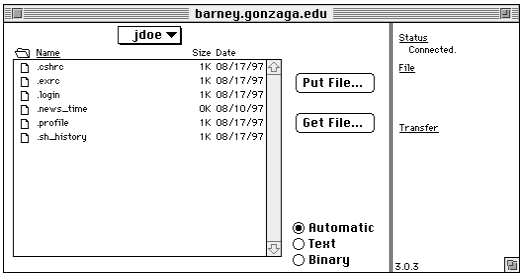 barney.gonzaga.edu
jdoe
Name Size Date
.cshrc 1K 08/17/97
.exrc 1K 08/17/97
.login 1K 08/17/97
.news_time 0K 08/10/97
.profile 1K 08/17/97
.sh_history 1K 08/17/97
Put File...
Get File...
Automatic
Text
Binary
Status
Connected.
File
Transfer
3.0.3